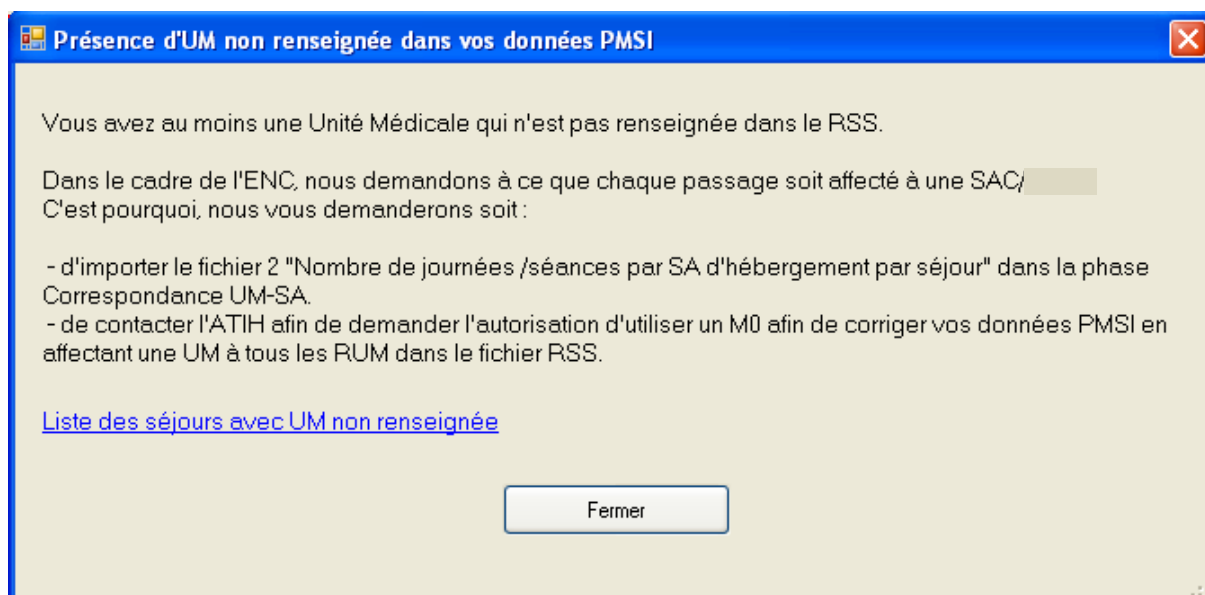 Présence d'UM non renseignée dans vos données PMSI
Vous avez au moins une Unité Médicale qui n'est pas renseignée dans le RSS.
Dans le cadre de l'ENC, nous demandons à ce que chaque passage soit affecté à une SAC/
C'est pourquoi, nous vous demanderons soit :
- d'importer le fichier 2 "Nombre de journées /séances par SA d'hébergement par séjour" dans la phase
Correspondance UM-SA.
- de contacter l'ATIH afin de demander l'autorisation d'utiliser un M0 afin de corriger vos données PMSI en
affectant une UM à tous les RUM dans le fichier RSS.
Liste des séjours avec UM non renseignée
Fermer